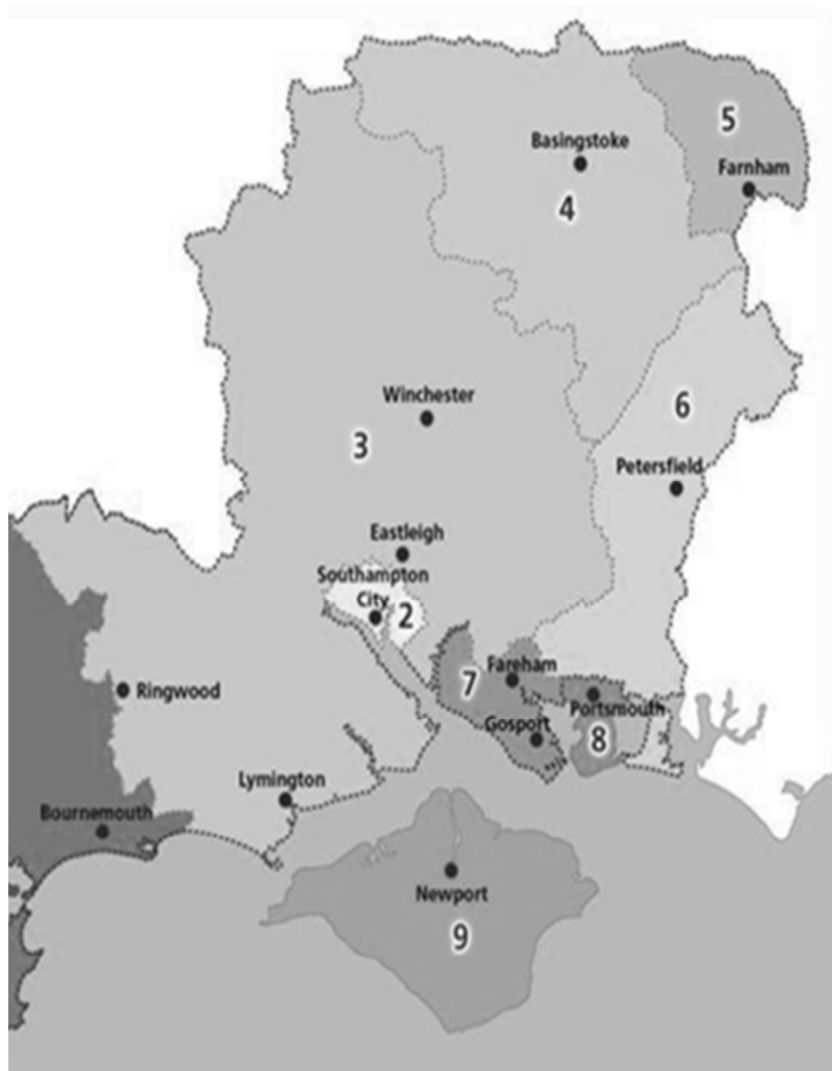 5
Basingstoke
Farnham
4
Winchester
6
3
Petersfield
Eastleigh
Southampton
City
2
Fareham
7
Ringwood
Portsmouth
Gosport
8
Lymington
Bournemouth
Newport
9